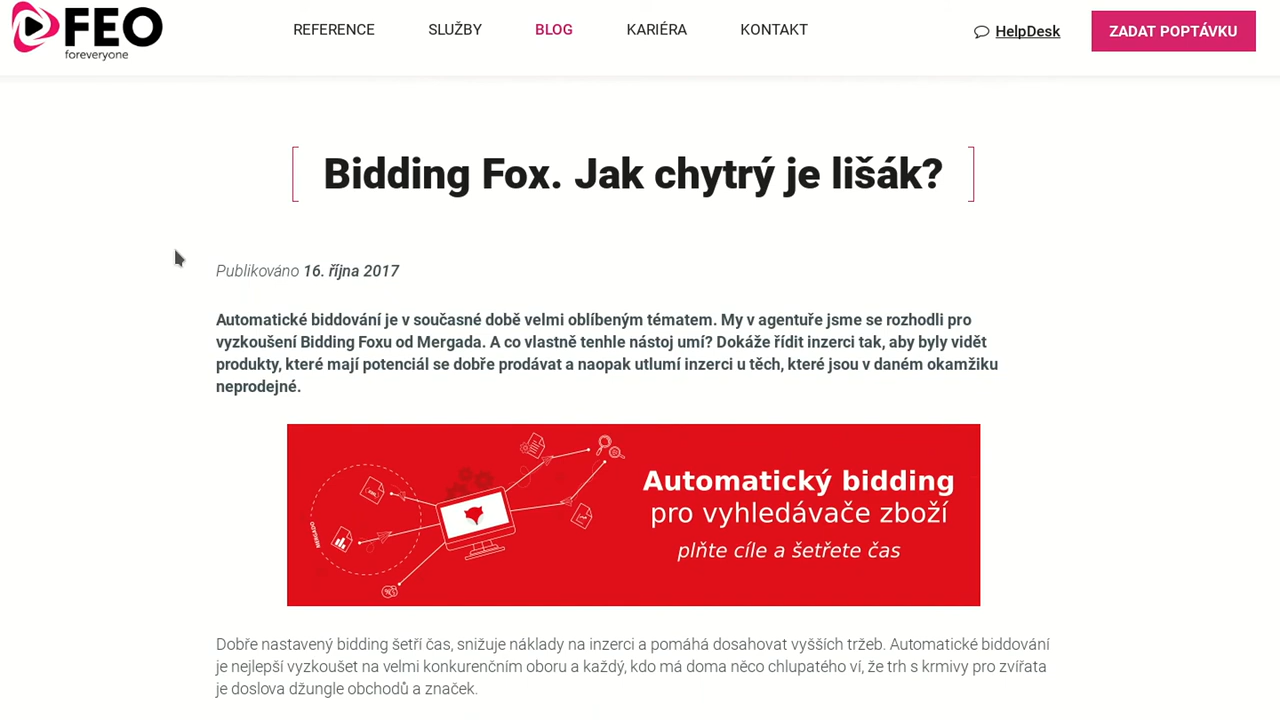 FEO
foreveryone
REFERENCE SLUŽBY BLOG KARIÉRA KONTAKT HelpDesk ZADAT POPTÁVKU
Bidding Fox. Jak chytrý je lišák?
Publikováno 16. října 2017
Automatické biddování je v současné době velmi oblíbeným tématem. My v agentuře jsme se rozhodli pro
vyzkoušení Bidding Foxu od Mergada. A co vlastně tenhle nástoj umí? Dokáže řídit inzerci tak, aby byly vidět
produkty, které mají potenciál se dobře prodávat a naopak utlumí inzerci u těch, které jsou v daném okamžiku
neprodejné.
MERGADO
Automatický bidding
pro vyhledávače zboží
plňte cíle a šetřete čas
Dobře nastavený bidding šetří čas, snižuje náklady na inzerci a pomáhá dosahovat vyšších tržeb. Automatické biddování
je nejlepší vyzkoušet na velmi konkurenčním oboru a každý, kdo má doma něco chlupatého ví, že trh s krmivy pro zvířata
je doslova džungle obchodů a značek.